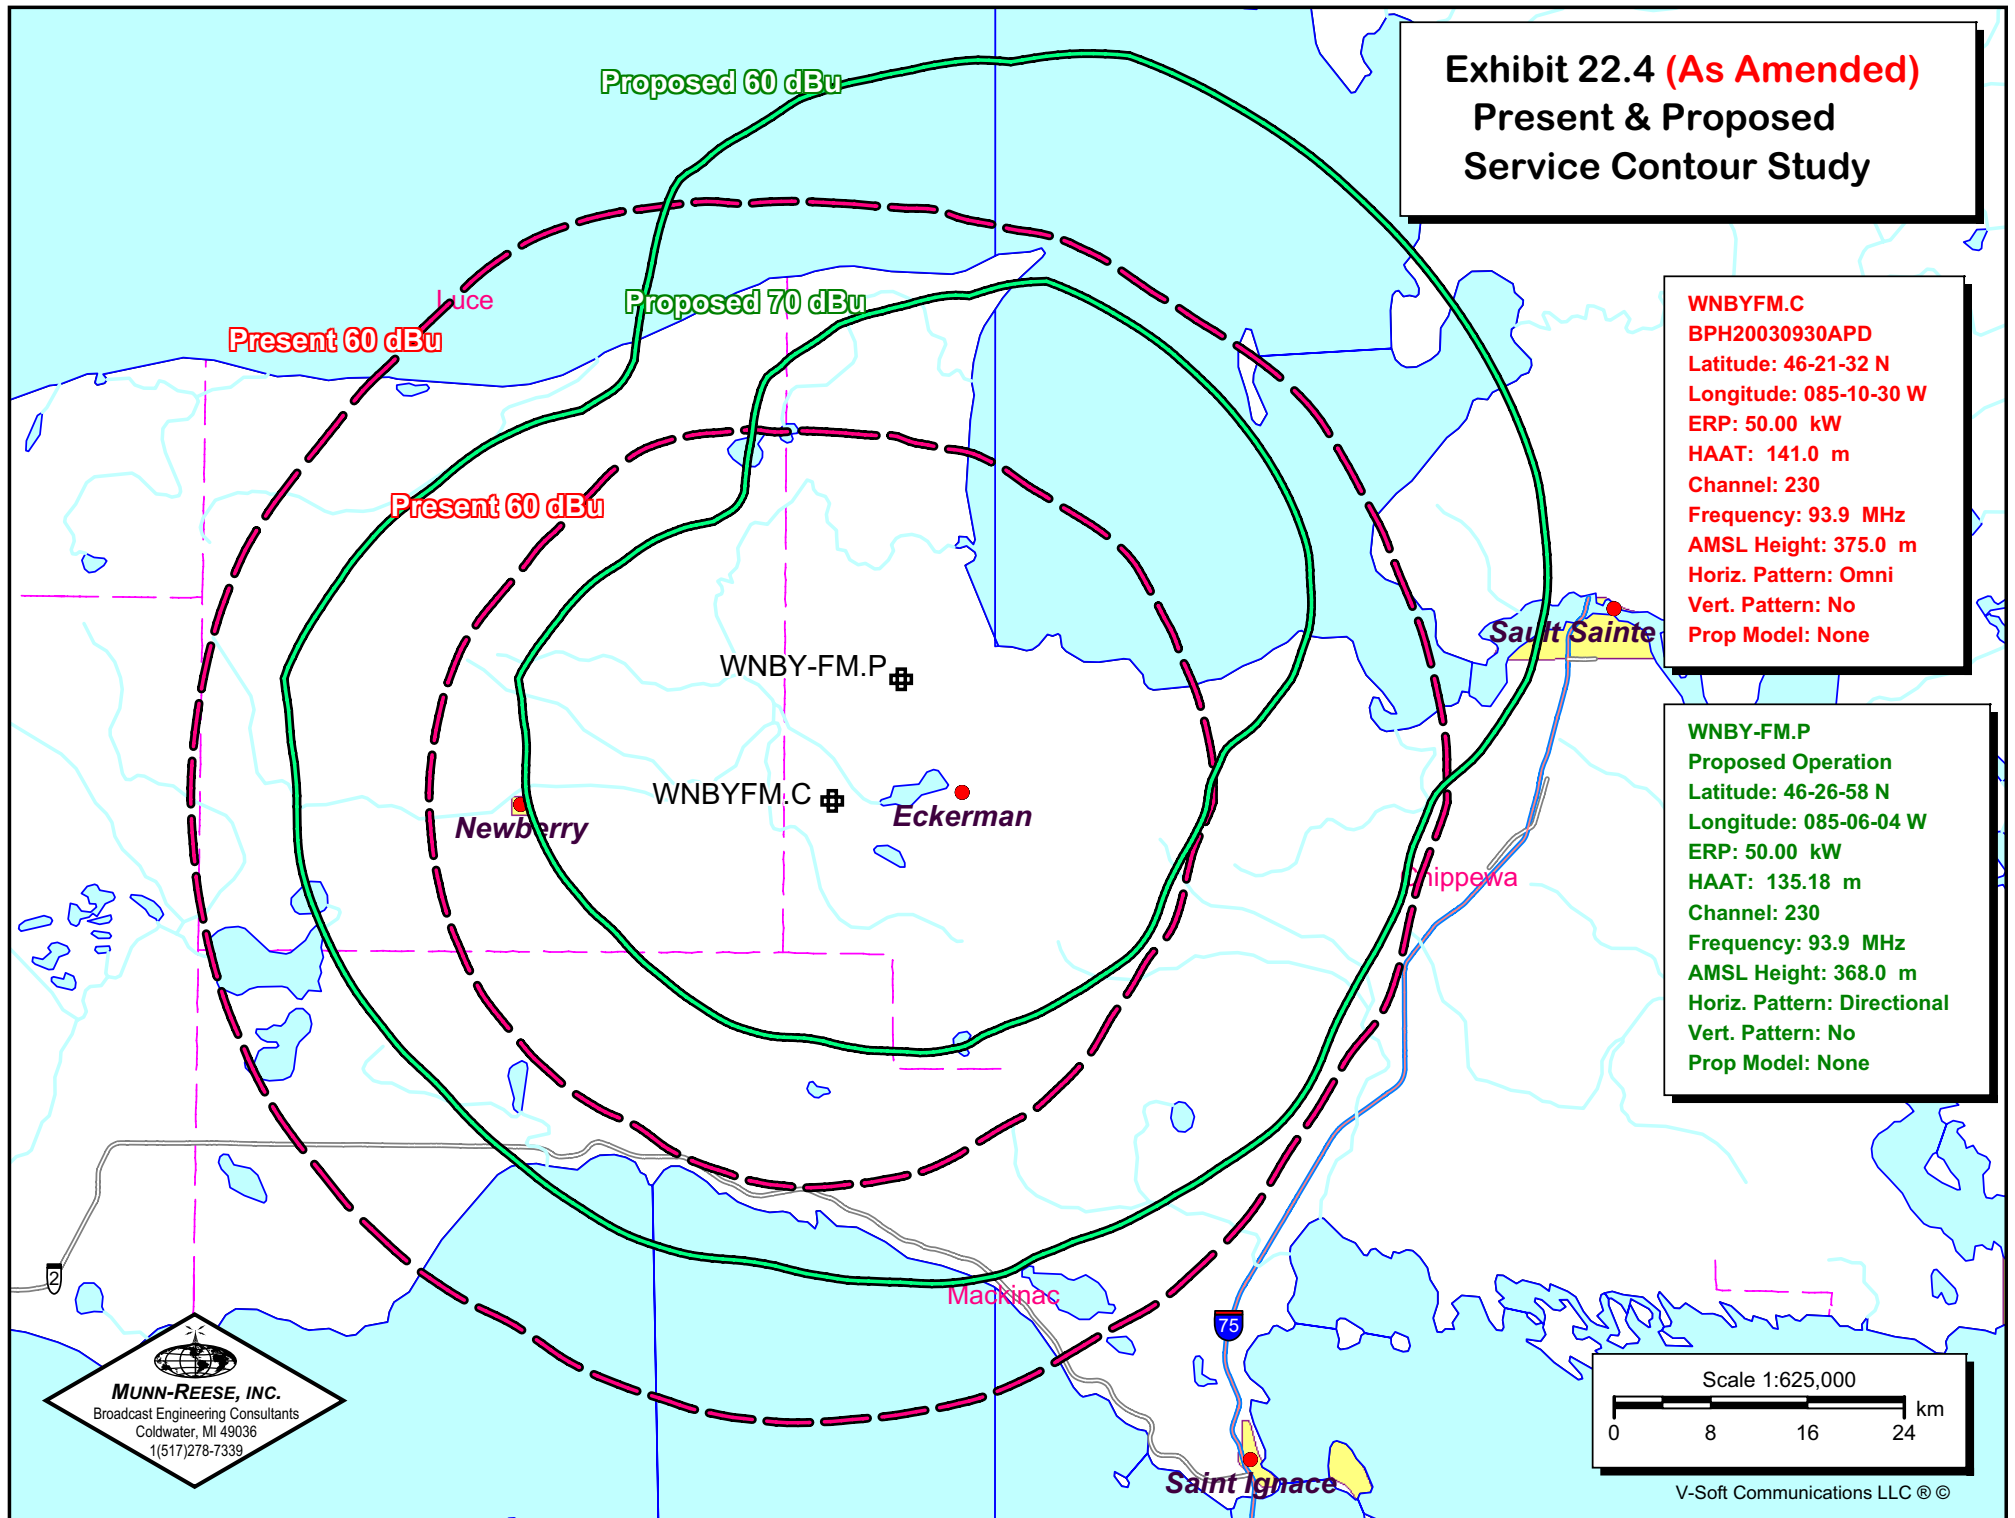 Exhibit 22.4 (As Amended)
Present & Proposed
Service Contour Study
Proposed 60 dBu
Luce
Proposed 70 dBu
Present 60 dBu
Present 60 dBu
WNBYFM.C
BPH20030930APD
Latitude: 46-21-32 N
Longitude: 085-10-30 W
ERP: 50.00 kW
HAAT: 141.0 m
Channel: 230
Frequency: 93.9 MHz
AMSL Height: 375.0 m
Horiz. Pattern: Omni
Vert. Pattern: No
Prop Model: None
Sault Sainte
WNBY-FM.P
WNBYFM.C
Eckerman
Newberry
WNBY-FM.P
Proposed Operation
Latitude: 46-26-58 N
Longitude: 085-06-04 W
ERP: 50.00 kW
HAAT: 135.18 m
Channel: 230
Frequency: 93.9 MHz
AMSL Height: 368.0 m
Horiz. Pattern: Directional
Vert. Pattern: No
Prop Model: None
Chippewa
2
Mackinac
75
MUNN-REESE, INC.
Broadcast Engineering Consultants
Coldwater, MI 49036
1(517)278-7339
Saint Ignace
Scale 1:625,000
km
0 8 16 24
V-Soft Communications LLC ® ©